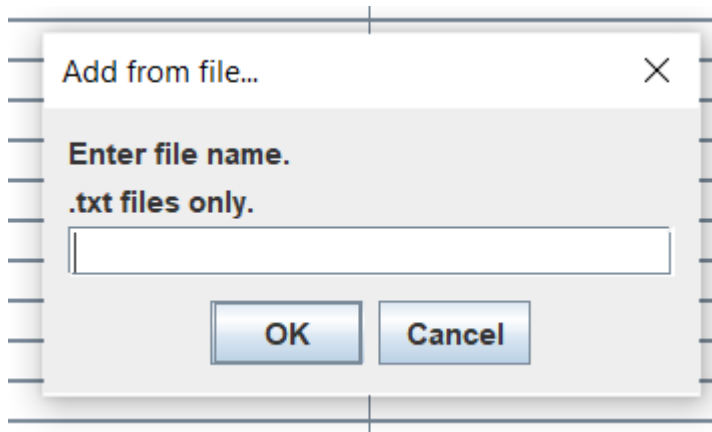 Add from file...
Enter file name.
.txt files only.
OK Cancel